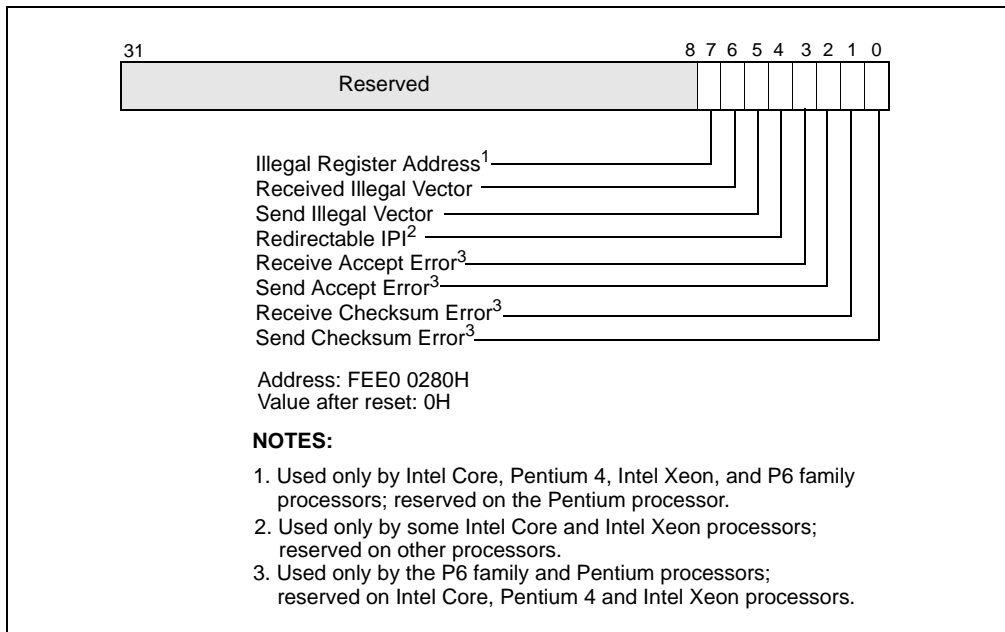 31 8 7 6 5 4 3 2 1 0
Reserved
Illegal Register Address1
Received Illegal Vector
Send Illegal Vector
Redirectable IPI2
Receive Accept Error3
Send Accept Error3
Receive Checksum Error3
Send Checksum Error3
Address: FEE0 0280H
Value after reset: 0H
NOTES:
1. Used only by Intel Core, Pentium 4, Intel Xeon, and P6 family
processors; reserved on the Pentium processor.
2. Used only by some Intel Core and Intel Xeon processors;
reserved on other processors.
3. Used only by the P6 family and Pentium processors;
reserved on Intel Core, Pentium 4 and Intel Xeon processors.